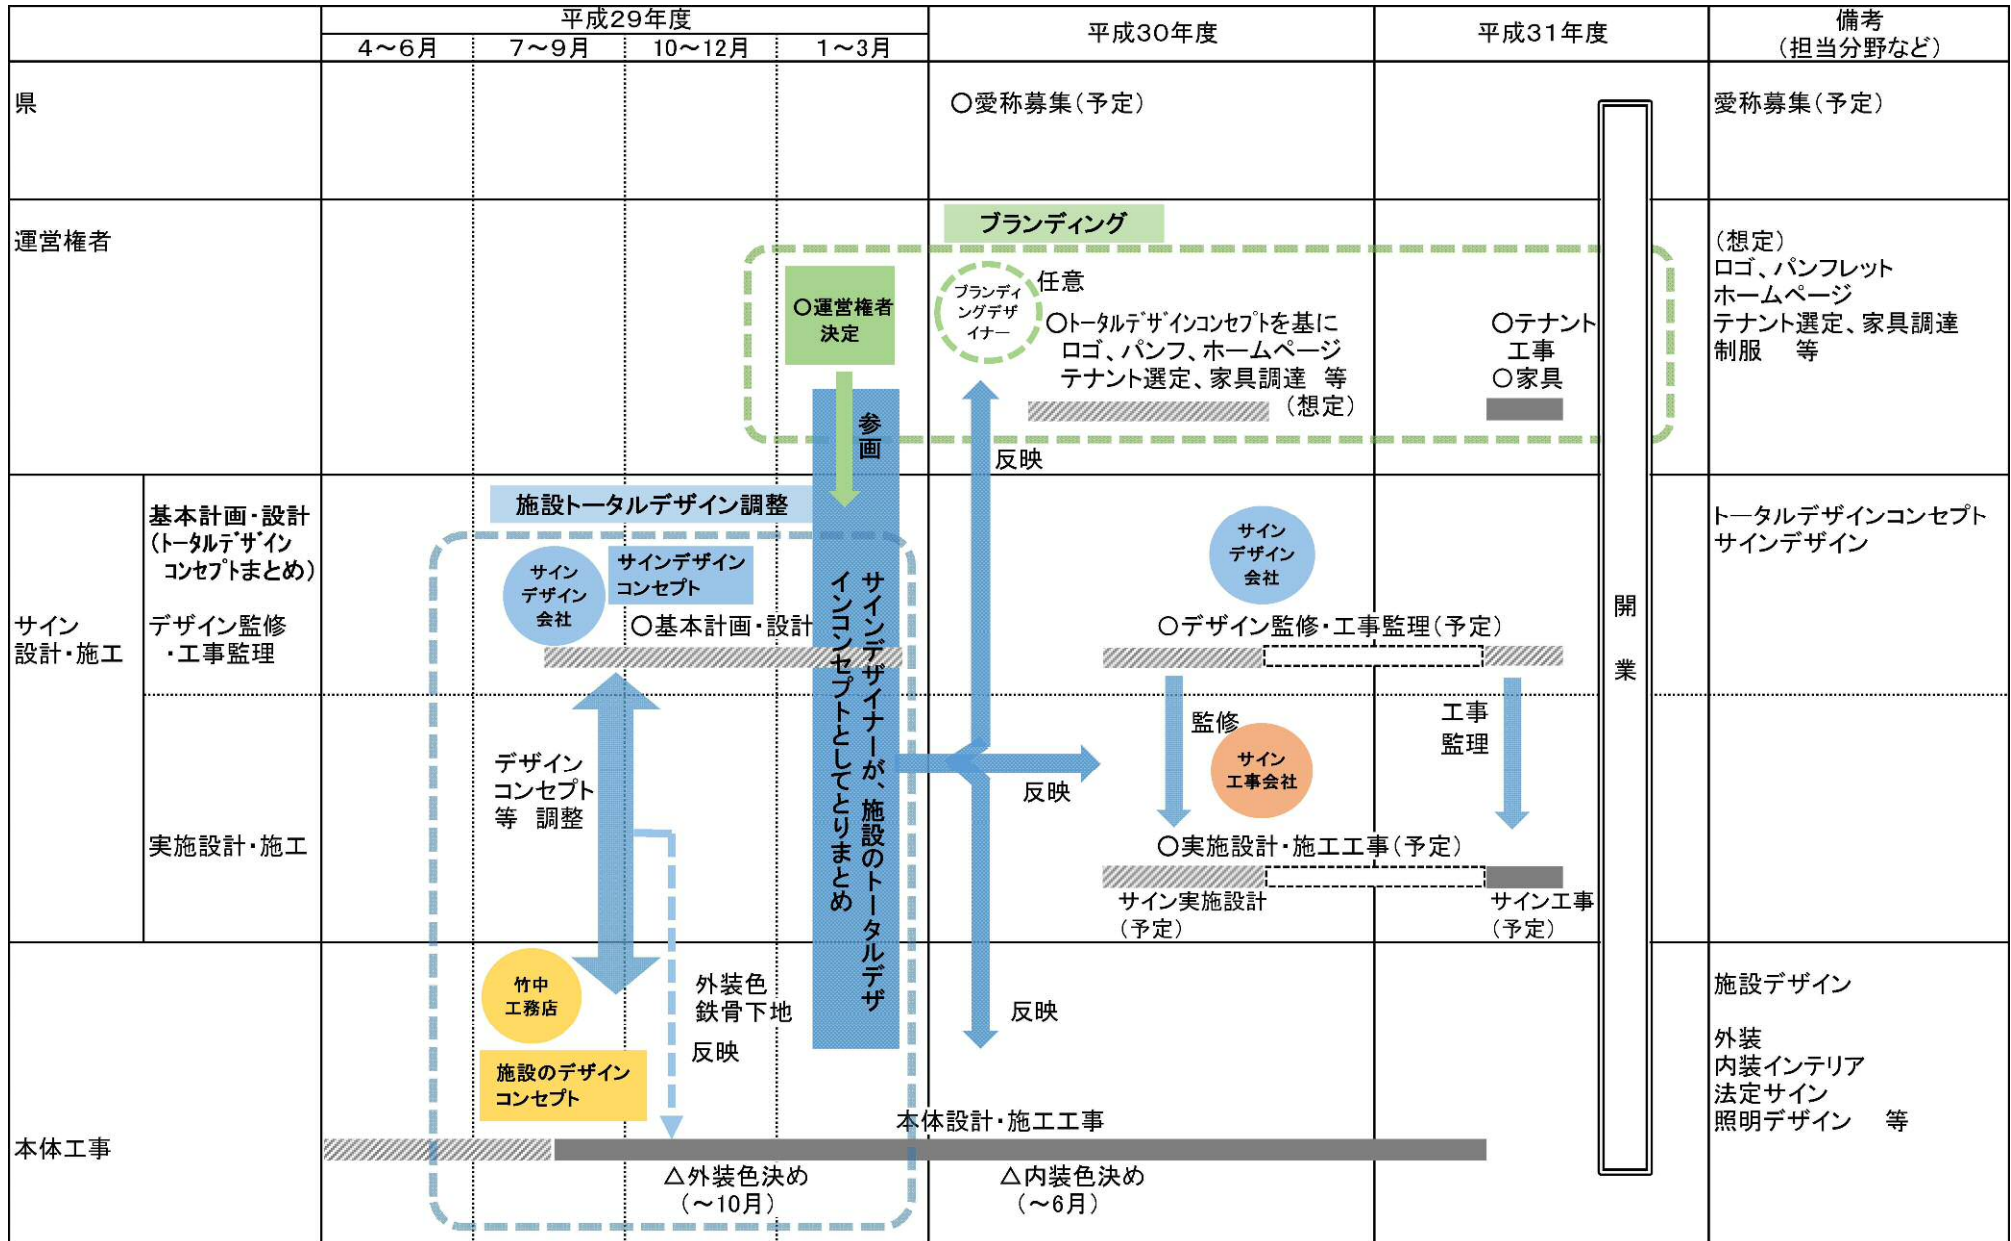 平成29年度
平成30年度
平成31年度
備考
(担当分野など)
4～6月
7～9月
10～12月
1～3月
県
○愛称募集(予定)
愛称募集(予定)
運営権者
ブランディング
○運営権者
決定
ブランディ
ングデザ
イナー
任意
○トータルデザインコンセプトを基に
ロゴ、パンフ、ホームページ
テナント選定、家具調達 等
(想定)
○テナント
工事
○家具
(想定)
ロゴ、パンフレット
ホームページ
テナント選定、家具調達
制服 等
参画
反映
サイン
設計・施工
基本計画・設計
(トータルデザイン
コンセプトまとめ)
デザイン監修
・工事監理
施設トータルデザイン調整
サイン
デザイン
会社
サインデザイン
コンセプト
○基本計画・設計
サインデザイナーが、施設のトータルデザ
インコンセプトとしてとりまとめ
サイン
デザイン
会社
○デザイン監修・工事監理(予定)
トータルデザインコンセプト
サインデザイン
開業
実施設計・施工
デザイン
コンセプト
等 調整
反映
監修
サイン
工事会社
工事
監理
○実施設計・施工工事(予定)
サイン実施設計
(予定)
サイン工事
(予定)
本体工事
竹中
工務店
施設のデザイン
コンセプト
外装色
鉄骨下地
反映
反映
本体設計・施工工事
△外装色決め
(～10月)
△内装色決め
(～6月)
施設デザイン
外装
内装インテリア
法定サイン
照明デザイン 等